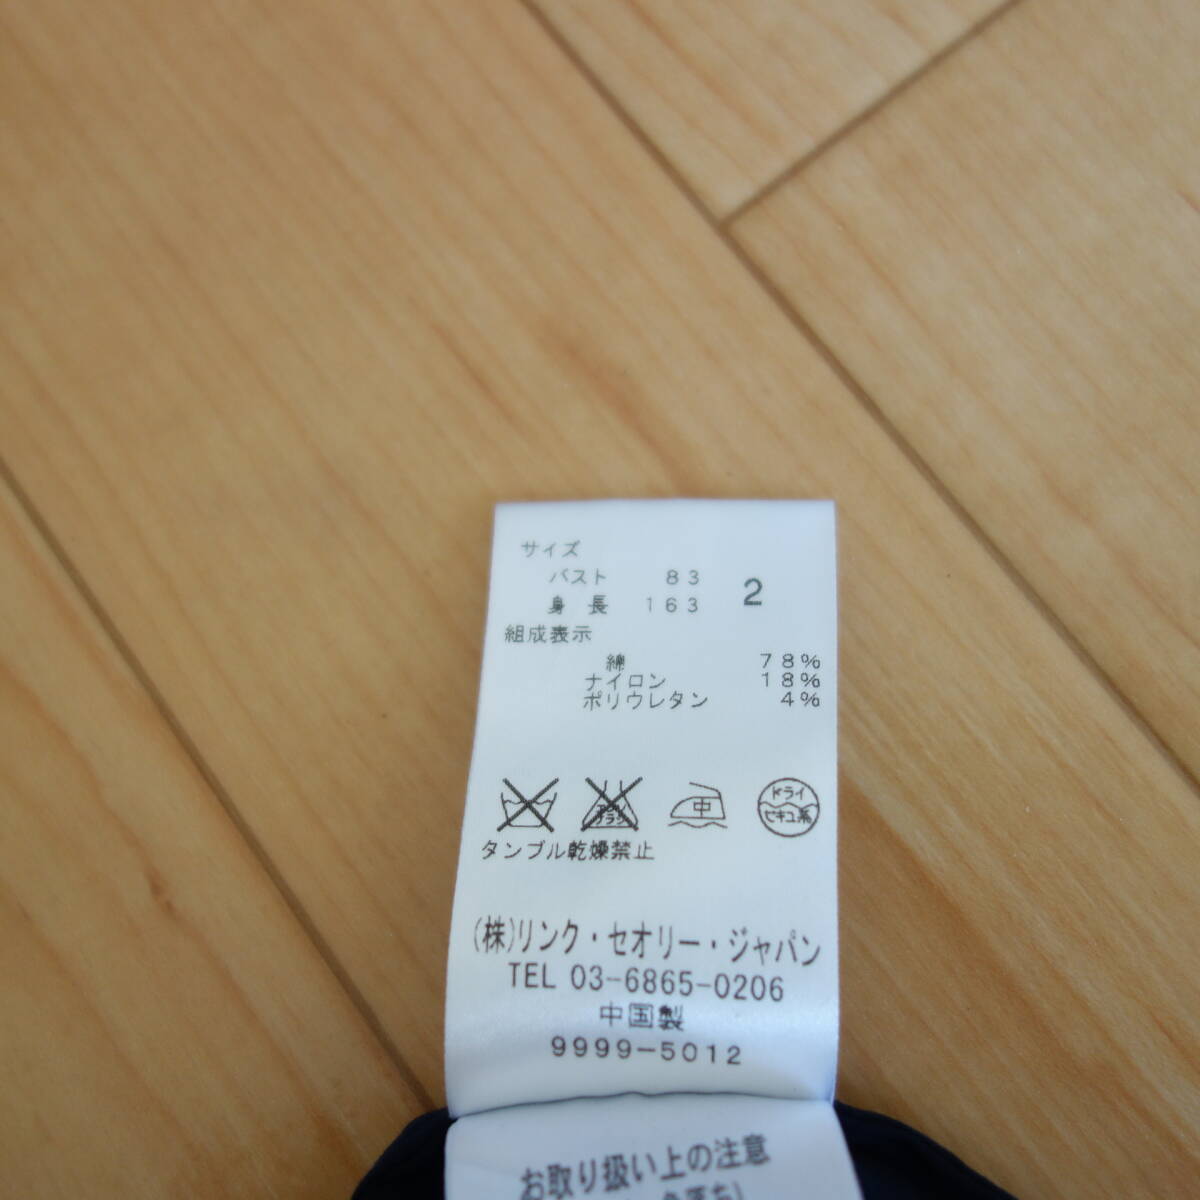 サイズ
バスト 83 2
身長 163
組成表示
綿 78%
ナイロン 18%
ポリウレタン 4%
中 ドライ
セキユ系
タンブル乾燥禁止
(株)リンク・セオリー・ジャパン
TEL 03-6865-0206
中国製
9999-5012
お取り扱い上の注意